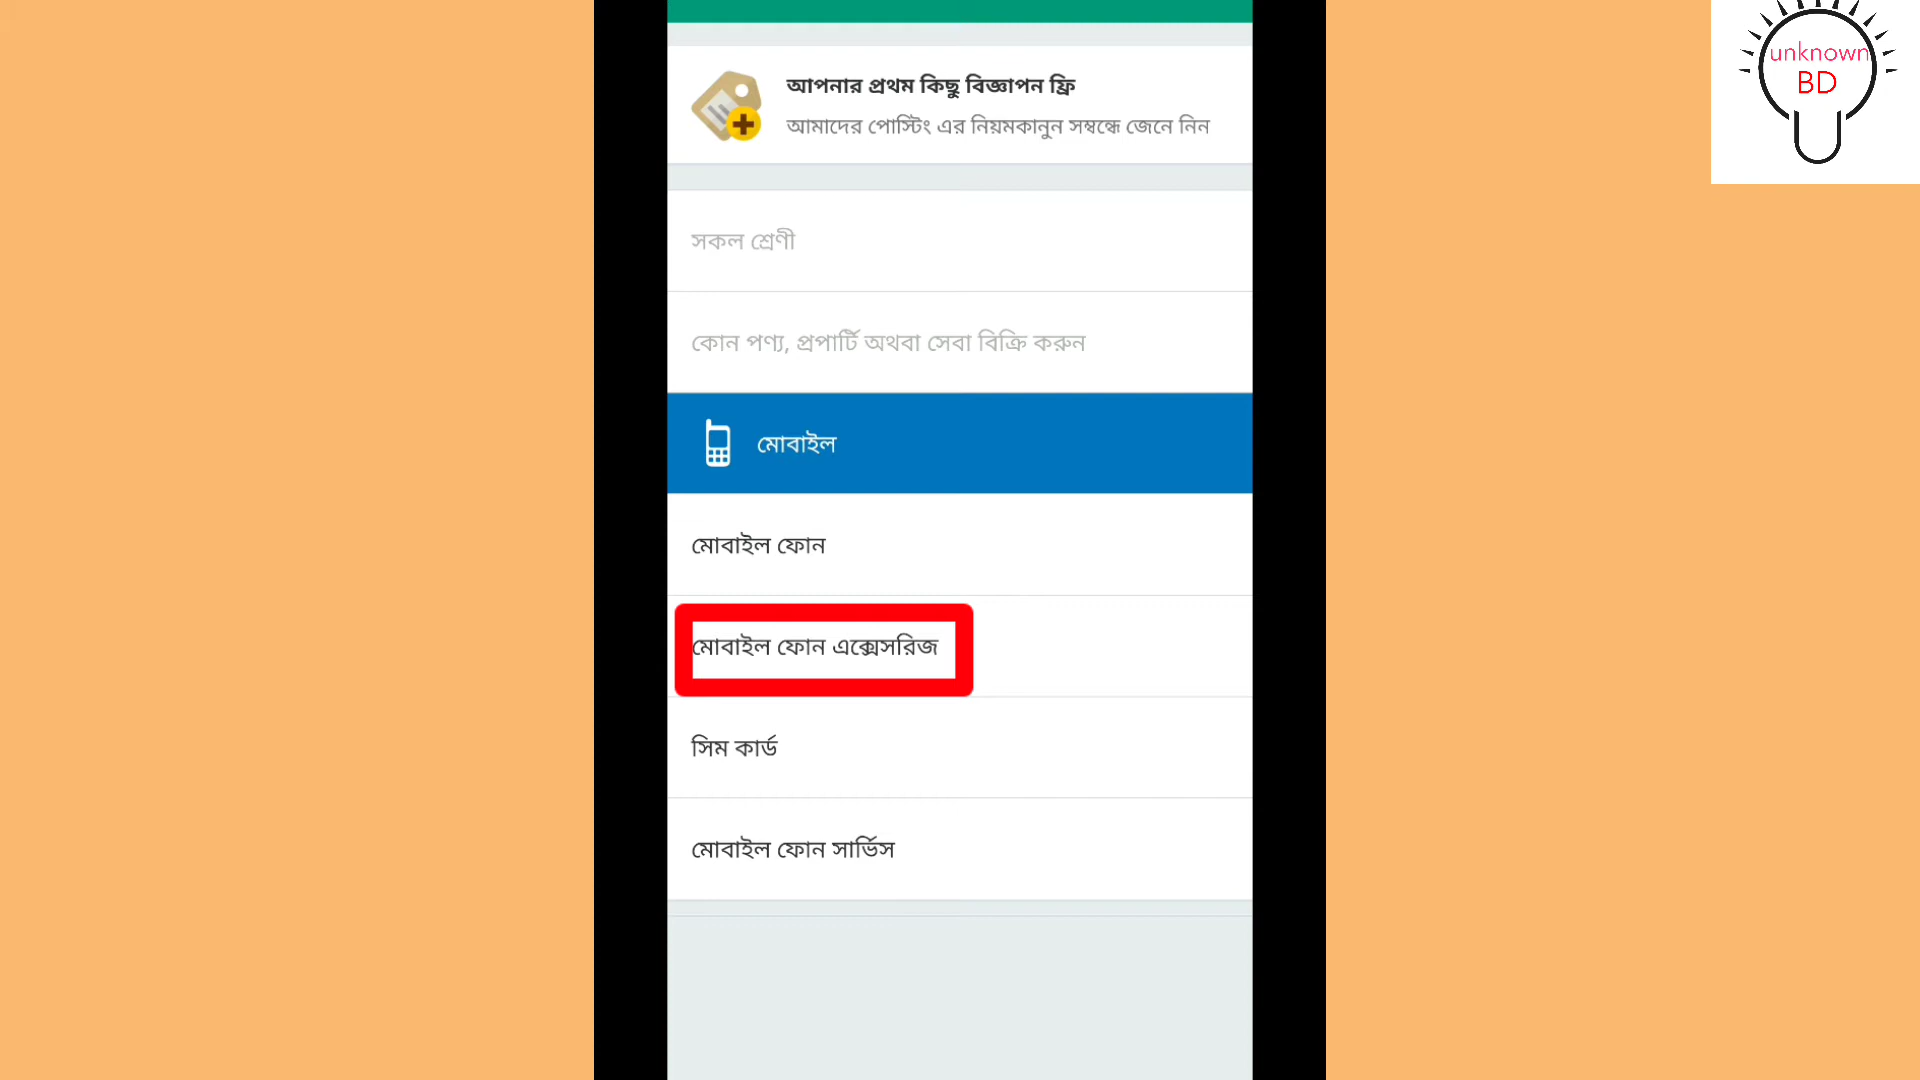 আপনার প্রথম কিছু বিজ্ঞাপন ফ্রি
আমাদের পোস্টিং এর নিয়মকানুন সম্বন্ধে জেনে নিন
unknown
BD
সকল শ্রেণী
কোন পণ্য, প্রপার্টি অথবা সেবা বিক্রি করুন
মোবাইল
মোবাইল ফোন
মোবাইল ফোন এক্সেসরিজ
সিম কার্ড
মোবাইল ফোন সার্ভিস